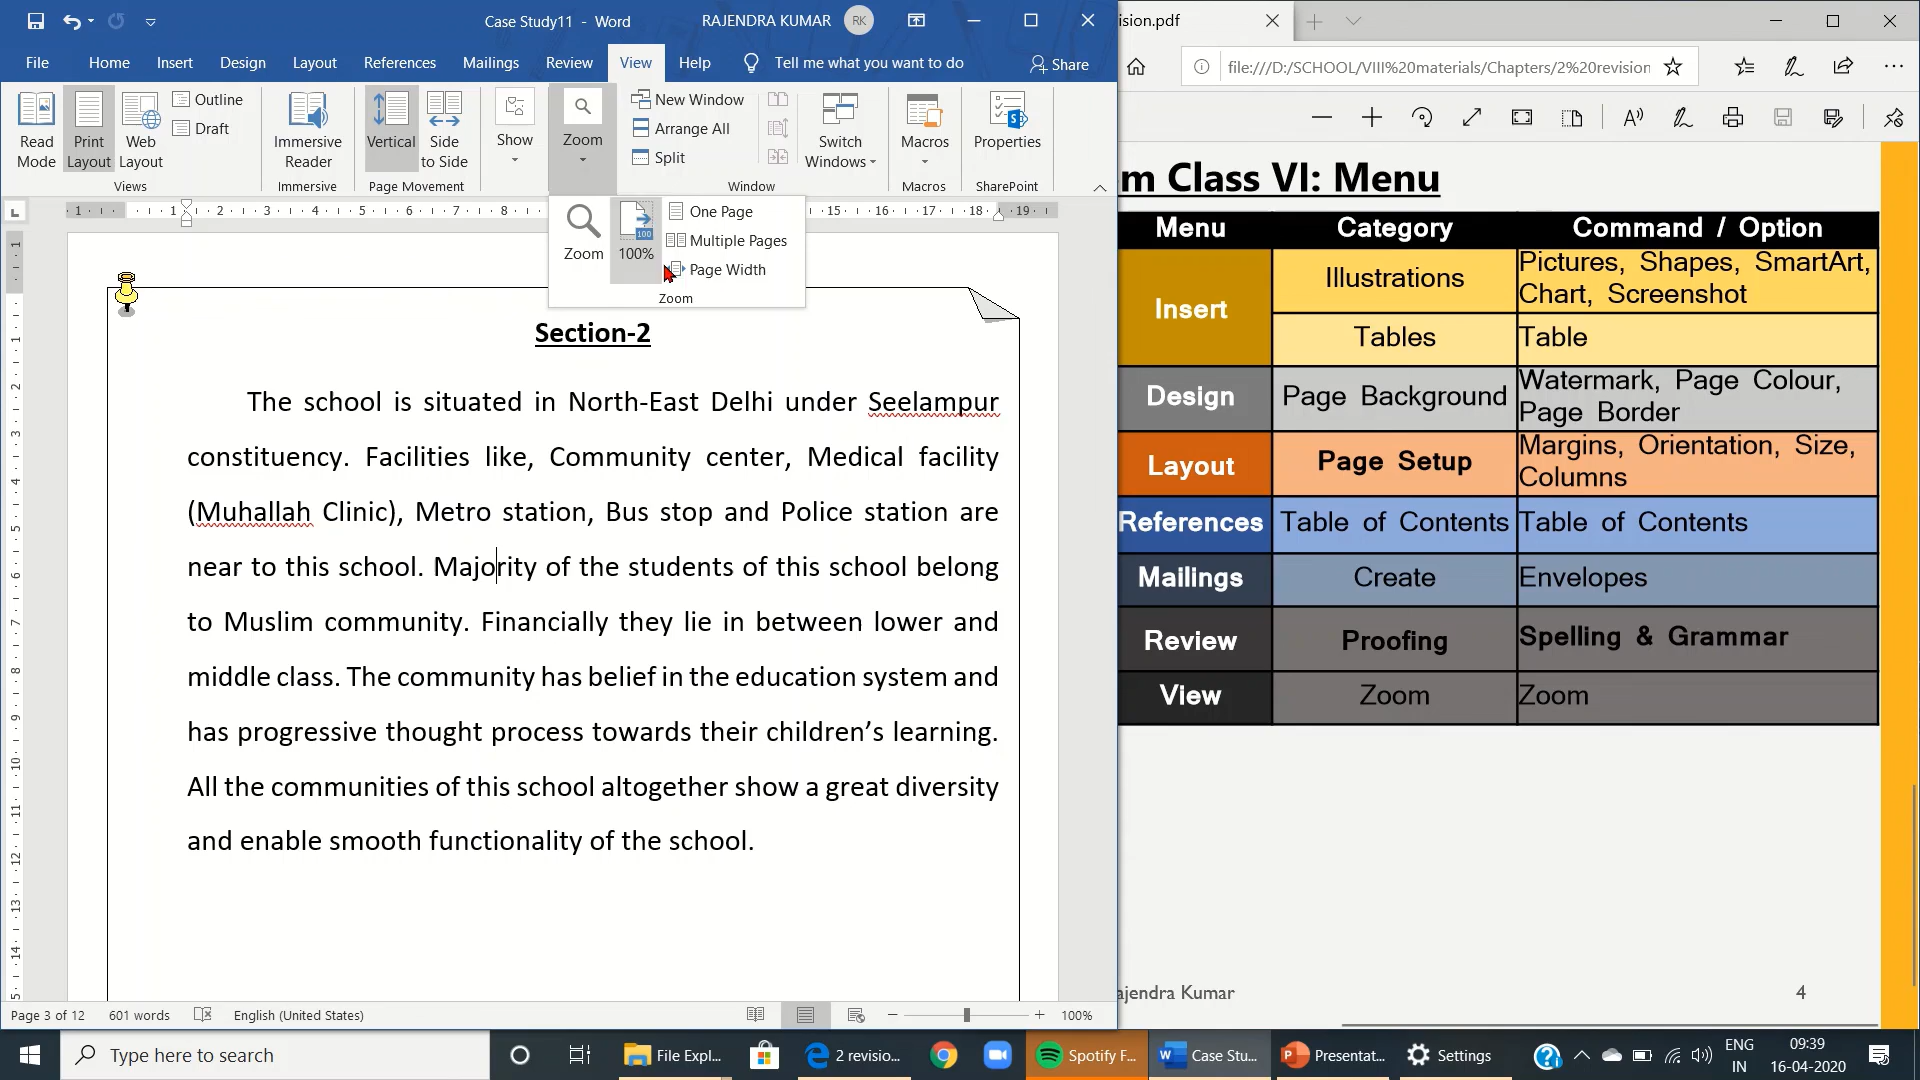 Case Study11 - Word
RAJENDRA KUMAR
RK
ision.pdf
File
Home
Insert
Design
Layout
References
Mailings
Review
View
Help
Tell me what you want to do
Share
file:///D:/SCHOOL/VIII%20materials/Chapters/2%20revision
Read Mode
Print Layout
Web Layout
Outline
Draft
Views
Immersive Reader
Immersive
Vertical
Side to Side
Page Movement
Show
Zoom
New Window
Arrange All
Split
Switch Windows
Window
Macros
Macros
Properties
SharePoint
Zoom
100
100%
One Page
Multiple Pages
Page Width
Zoom
Section-2
The school is situated in North-East Delhi under Seelampur
constituency. Facilities like, Community center, Medical facility
(Muhallah Clinic), Metro station, Bus stop and Police station are
near to this school. Majority of the students of this school belong
to Muslim community. Financially they lie in between lower and
middle class. The community has belief in the education system and
has progressive thought process towards their children’s learning.
All the communities of this school altogether show a great diversity
and enable smooth functionality of the school.
Page 3 of 12
601 words
English (United States)
100%
m Class VI: Menu
Menu Category Command / Option
Insert
Illustrations
Pictures, Shapes, SmartArt,
Chart, Screenshot
Tables Table
Design Page Background
Watermark, Page Colour,
Page Border
Layout Page Setup
Margins, Orientation, Size,
Columns
References Table of Contents Table of Contents
Mailings Create Envelopes
Review Proofing Spelling & Grammar
View Zoom Zoom
ajendra Kumar
4
Type here to search
File Expl...
2 revisio...
Spotify F...
Case Stu...
Presentat...
Settings
ENG
IN
09:39
16-04-2020